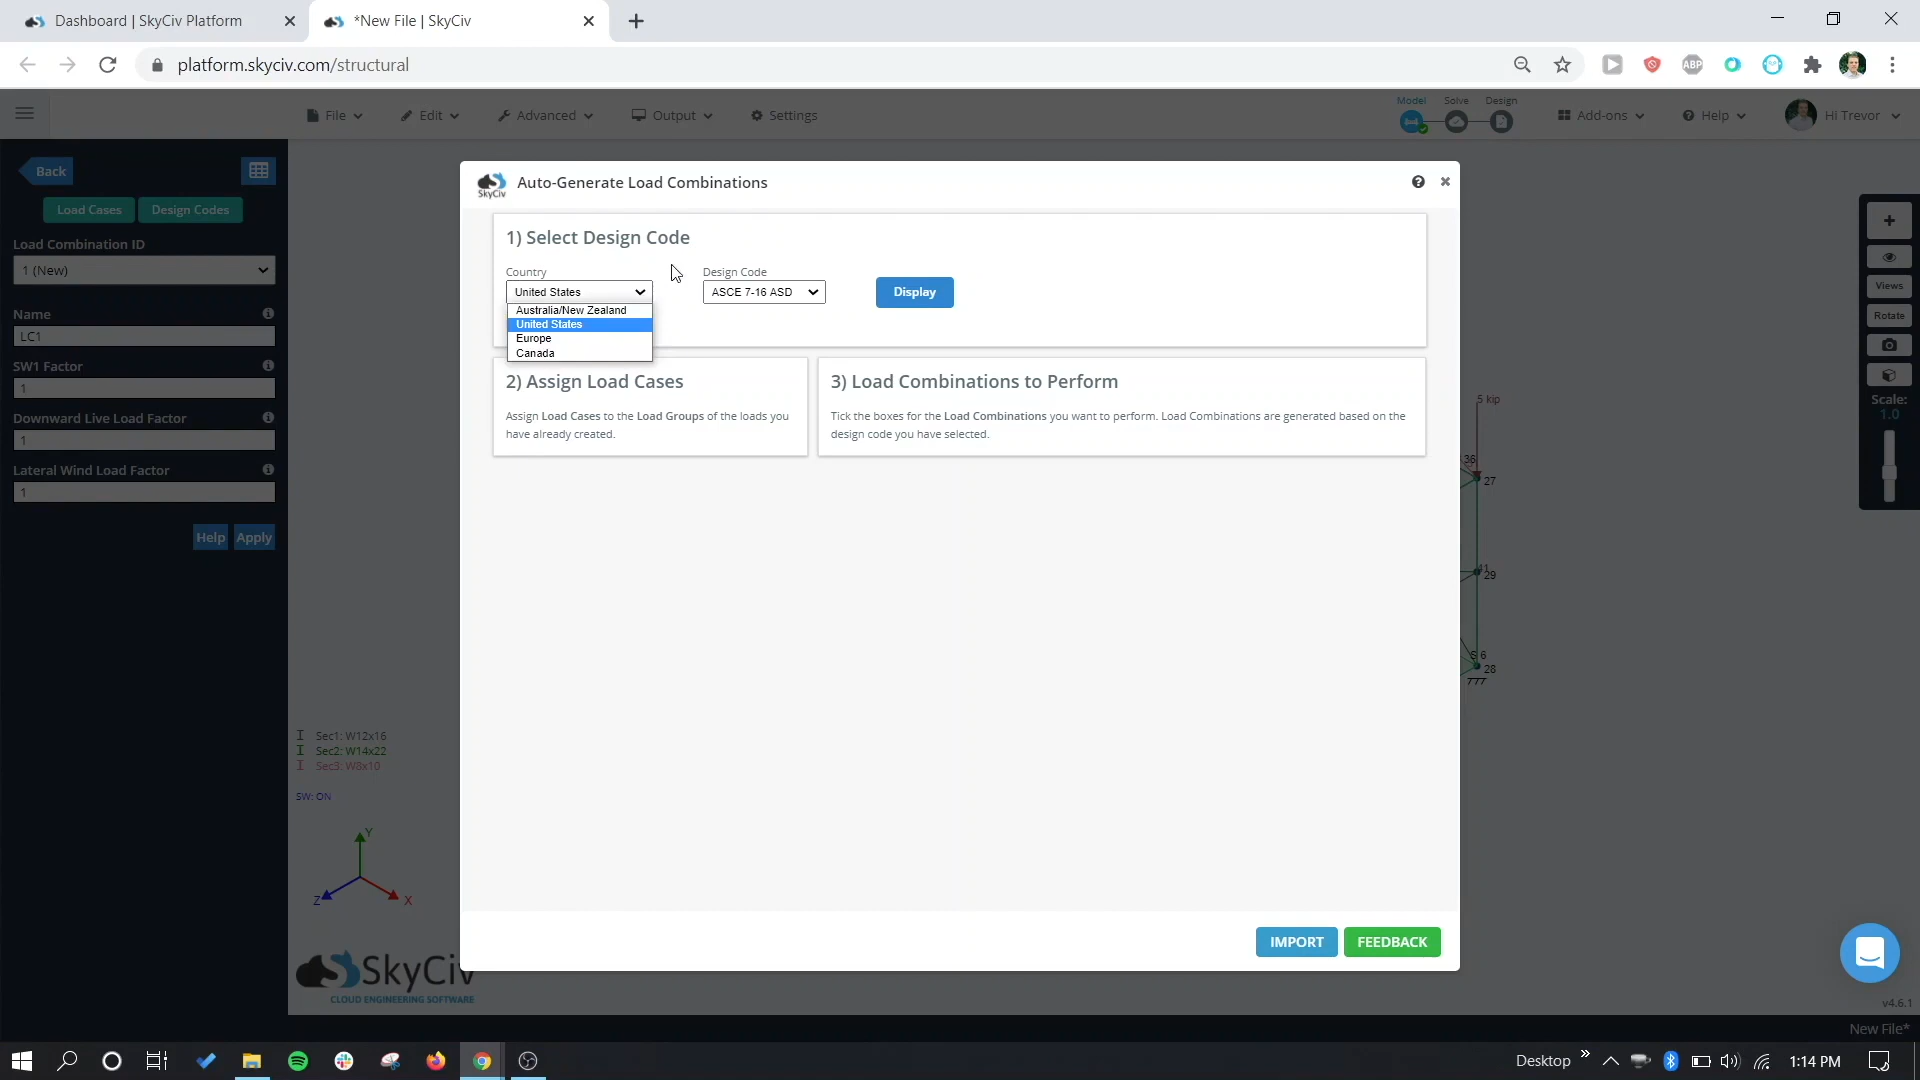 Dashboard | SkyCiv Platform
*New File | SkyCiv
platform.skyciv.com/structural
ABP
File
Edit
Advanced
Output
Settings
Model
Solve
Design
Add-ons
Help
Hi Trevor
Back
Load Cases
Design Codes
Load Combination ID
1 (New)
Name
LC1
SW1 Factor
1
Downward Live Load Factor
1
Lateral Wind Load Factor
1
Help
Apply
SkyCiv
Auto-Generate Load Combinations
1) Select Design Code
Country
Design Code
United States
ASCE 7-16 ASD
Display
Australia/New Zealand
United States
Europe
Canada
2) Assign Load Cases
Assign Load Cases to the Load Groups of the loads you
have already created.
3) Load Combinations to Perform
Tick the boxes for the Load Combinations you want to perform. Load Combinations are generated based on the
design code you have selected.
IMPORT
FEEDBACK
Views
Rotate
Scale:
1.0
5 kip
36
27
29
6
28
Sec1: W12x16
Sec2: W14x22
Sec3: W8x10
SW: ON
Y
Z
X
SkyCiv
CLOUD ENGINEERING SOFTWARE
v4.6.1
New File*
Desktop
1:14 PM